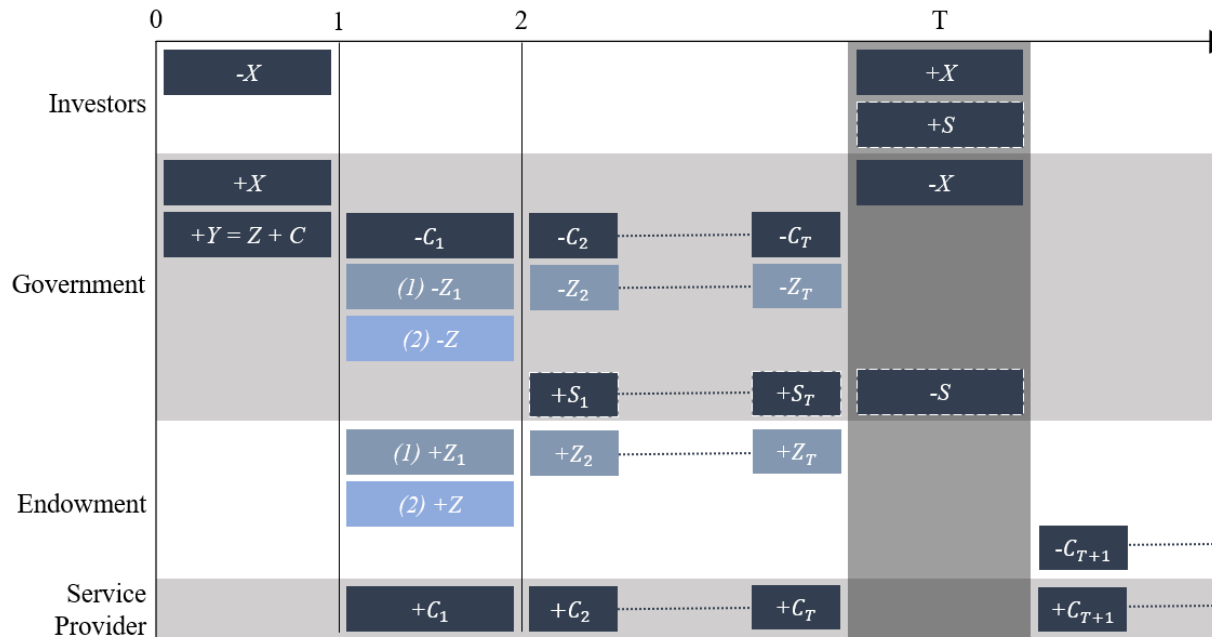 0 1 2 T
Investors
-X +X
+S
Government
+X -X
+Y = Z + C -C₁ -C₂ -C_T
(1) -Z₁ -Z₂ -Z_T
(2) -Z
+S₁ +S_T -S
Endowment
(1) +Z₁ +Z₂ +Z_T
(2) +Z
-C_{T+1}
Service
Provider
+C₁ +C₂ +C_T +C_{T+1}